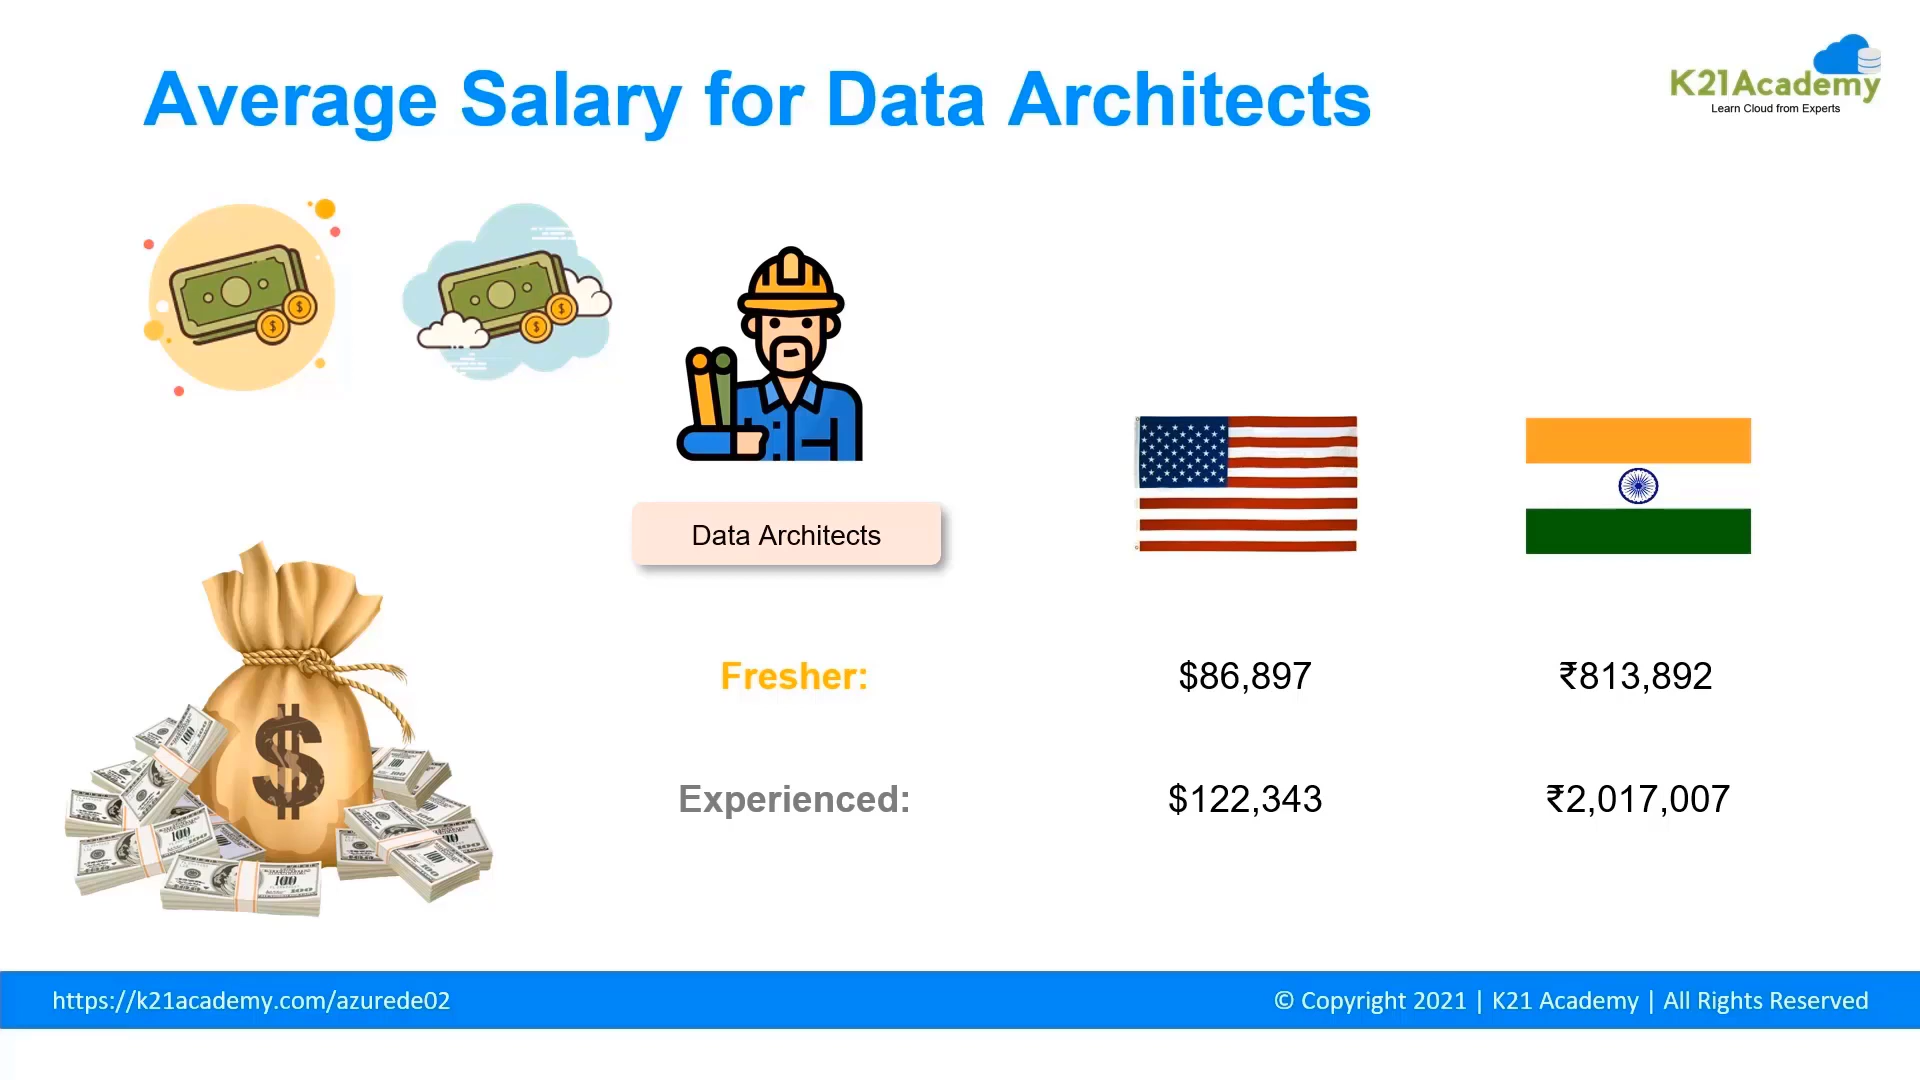 Average Salary for Data Architects
K21Academy
Learn Cloud from Experts
Data Architects
Fresher: $86,897 ₹813,892
Experienced: $122,343 ₹2,017,007
https://k21academy.com/azurede02
© Copyright 2021 | K21 Academy | All Rights Reserved